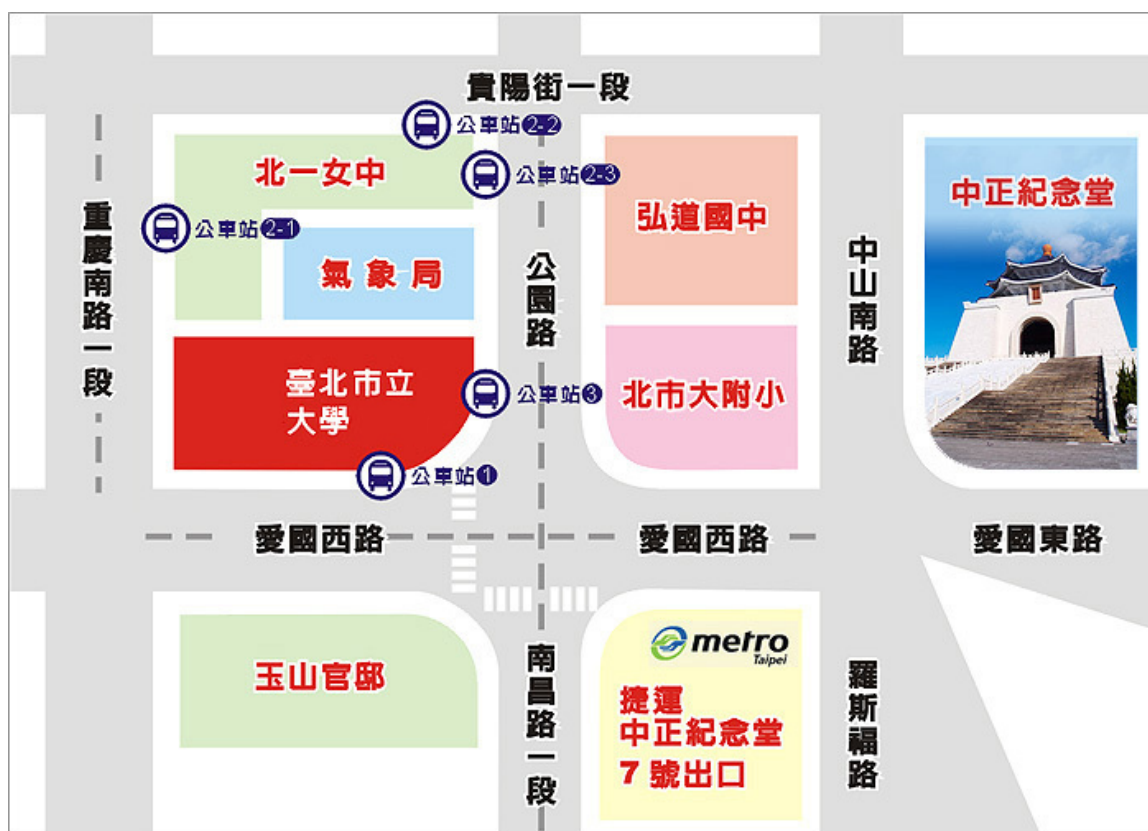 貴陽街一段
公車站2-2
北一女中
公車站2-3
中正紀念堂
弘道國中
公車站2-1
重慶南路一段
氣象局
公園路
中山南路
臺北市立
大學
公車站3
北市大附小
公車站1
愛國西路
愛國西路
愛國東路
metro
Taipei
玉山官邸
南昌路一段
捷運
中正紀念堂
7號出口
羅斯福路